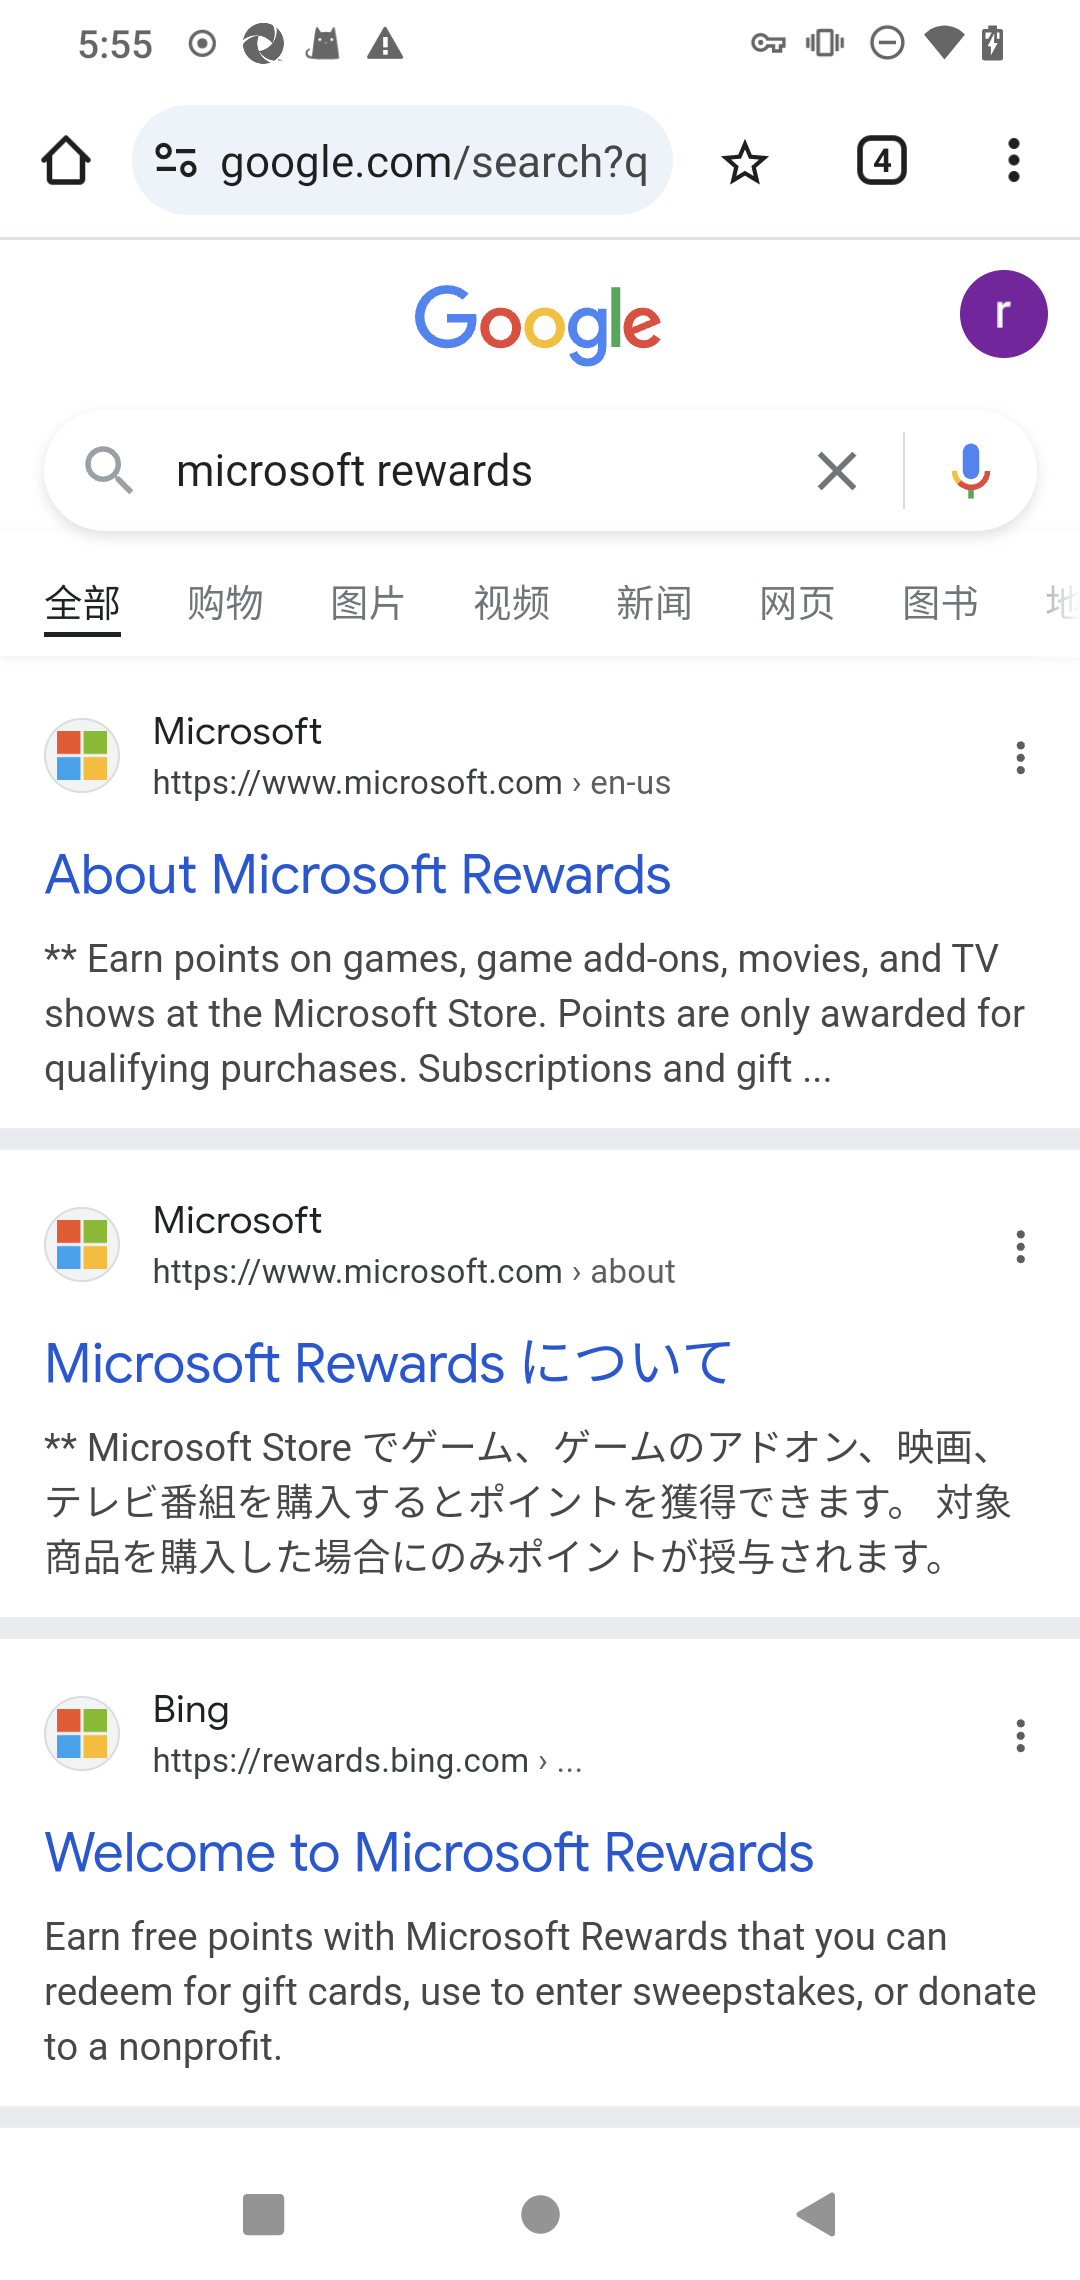 5:55
google.com/search?q
4
Google
r
microsoft rewards
全部 购物 图片 视频 新闻 网页 图书 地
Microsoft
https://www.microsoft.com › en-us
About Microsoft Rewards
** Earn points on games, game add-ons, movies, and TV
shows at the Microsoft Store. Points are only awarded for
qualifying purchases. Subscriptions and gift ...
Microsoft
https://www.microsoft.com › about
Microsoft Rewards について
** Microsoft Store でゲーム、ゲームのアドオン、映画、
テレビ番組を購入するとポイントを獲得できます。 対象
商品を購入した場合にのみポイントが授与されます。
Bing
https://rewards.bing.com › ...
Welcome to Microsoft Rewards
Earn free points with Microsoft Rewards that you can
redeem for gift cards, use to enter sweepstakes, or donate
to a nonprofit.